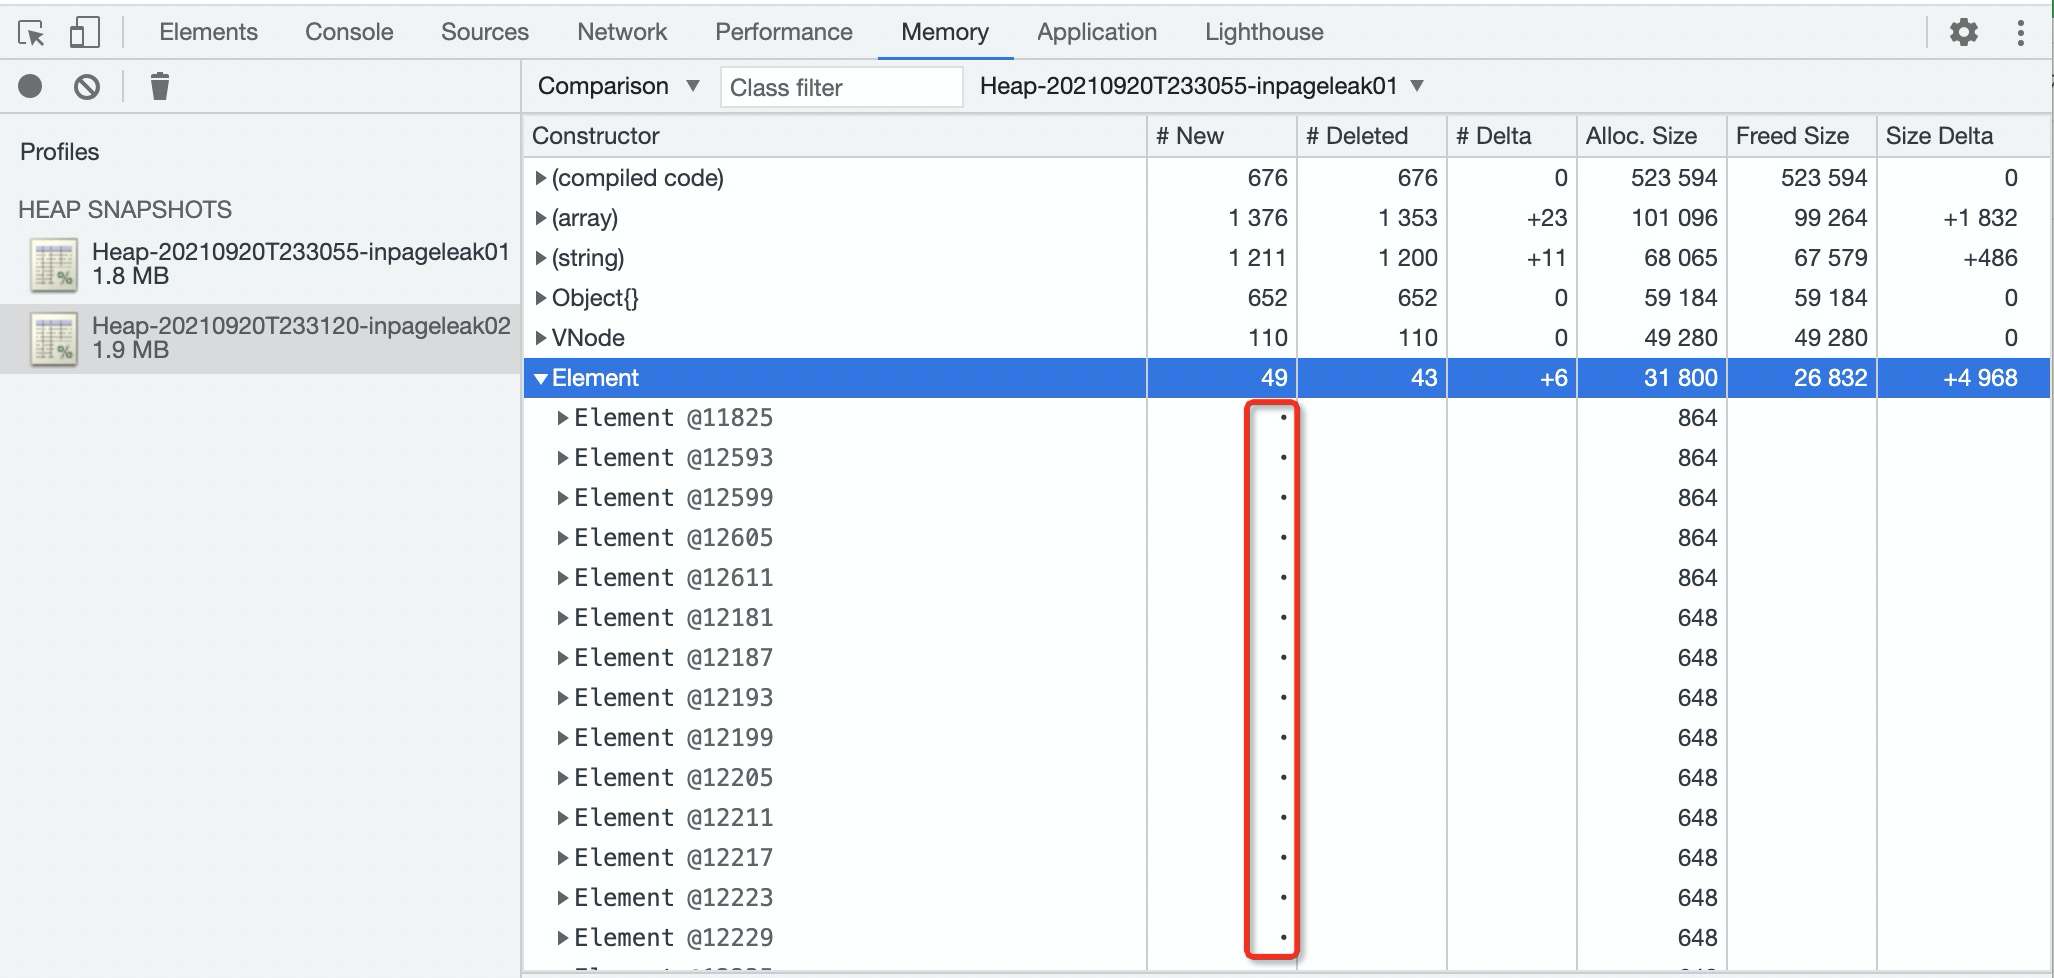 Elements Console Sources Network Performance Memory Application Lighthouse
Comparison ▼ Class filter Heap-20210920T233055-inpageleak01 ▼
Profiles
HEAP SNAPSHOTS
Heap-20210920T233055-inpageleak01
1.8 MB
Heap-20210920T233120-inpageleak02
1.9 MB
Constructor # New # Deleted # Delta Alloc. Size Freed Size Size Delta
(compiled code) 676 676 0 523 594 523 594 0
(array) 1 376 1 353 +23 101 096 99 264 +1 832
(string) 1 211 1 200 +11 68 065 67 579 +486
Object{} 652 652 0 59 184 59 184 0
VNode 110 110 0 49 280 49 280 0
Element 49 43 +6 31 800 26 832 +4 968
Element @11825 • 864
Element @12593 • 864
Element @12599 • 864
Element @12605 • 864
Element @12611 • 864
Element @12181 • 648
Element @12187 • 648
Element @12193 • 648
Element @12199 • 648
Element @12205 • 648
Element @12211 • 648
Element @12217 • 648
Element @12223 • 648
Element @12229 • 648